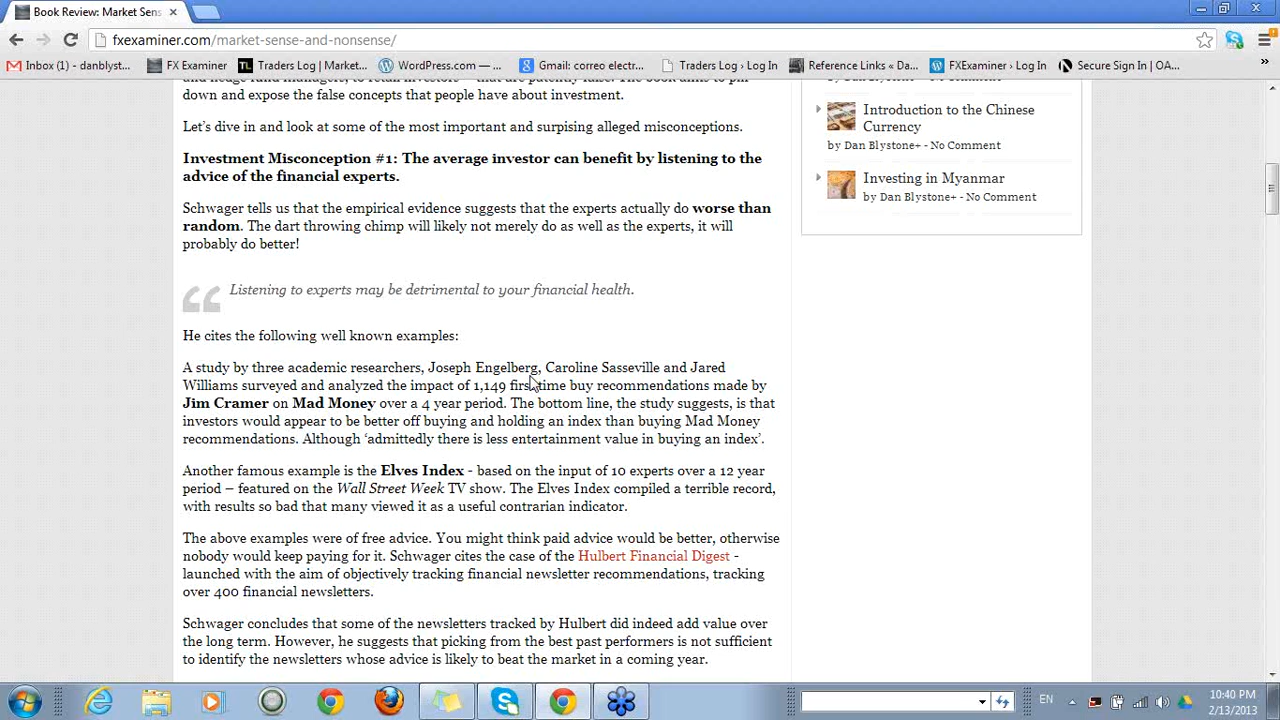 Book Review: Market Sens
fxexaminer.com/market-sense-and-nonsense/
Inbox (1) - danblyst...
FX Examiner
Traders Log | Market...
WordPress.com — ...
Gmail: correo electr...
Traders Log › Log In
Reference Links « Da...
FXExaminer › Log In
Secure Sign In | OA...
down and expose the false concepts that people have about investment.
Let's dive in and look at some of the most important and surpising alleged misconceptions.
Investment Misconception #1: The average investor can benefit by listening to the
advice of the financial experts.
Schwager tells us that the empirical evidence suggests that the experts actually do worse than
random. The dart throwing chimp will likely not merely do as well as the experts, it will
probably do better!
Listening to experts may be detrimental to your financial health.
He cites the following well known examples:
A study by three academic researchers, Joseph Engelberg, Caroline Sasseville and Jared
Williams surveyed and analyzed the impact of 1,149 first time buy recommendations made by
Jim Cramer on Mad Money over a 4 year period. The bottom line, the study suggests, is that
investors would appear to be better off buying and holding an index than buying Mad Money
recommendations. Although 'admittedly there is less entertainment value in buying an index'.
Another famous example is the Elves Index - based on the input of 10 experts over a 12 year
period – featured on the Wall Street Week TV show. The Elves Index compiled a terrible record,
with results so bad that many viewed it as a useful contrarian indicator.
The above examples were of free advice. You might think paid advice would be better, otherwise
nobody would keep paying for it. Schwager cites the case of the Hulbert Financial Digest -
launched with the aim of objectively tracking financial newsletter recommendations, tracking
over 400 financial newsletters.
Schwager concludes that some of the newsletters tracked by Hulbert did indeed add value over
the long term. However, he suggests that picking from the best past performers is not sufficient
to identify the newsletters whose advice is likely to beat the market in a coming year.
Introduction to the Chinese
Currency
by Dan Blystone+ - No Comment
Investing in Myanmar
by Dan Blystone+ - No Comment
EN
10:40 PM
2/13/2013